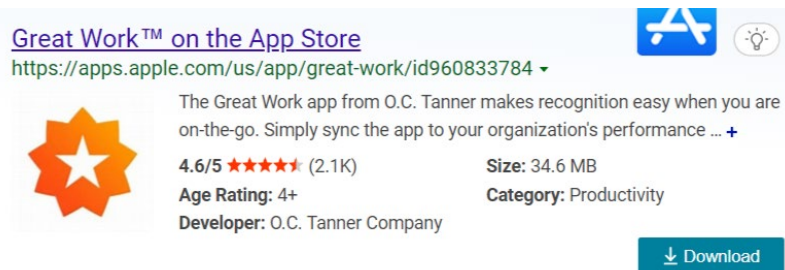 Great Work™ on the App Store
https://apps.apple.com/us/app/great-work/id960833784
The Great Work app from O.C. Tanner makes recognition easy when you are
on-the-go. Simply sync the app to your organization's performance ... +
4.6/5 ★★★★★ (2.1K)
Size: 34.6 MB
Age Rating: 4+
Category: Productivity
Developer: O.C. Tanner Company
Download